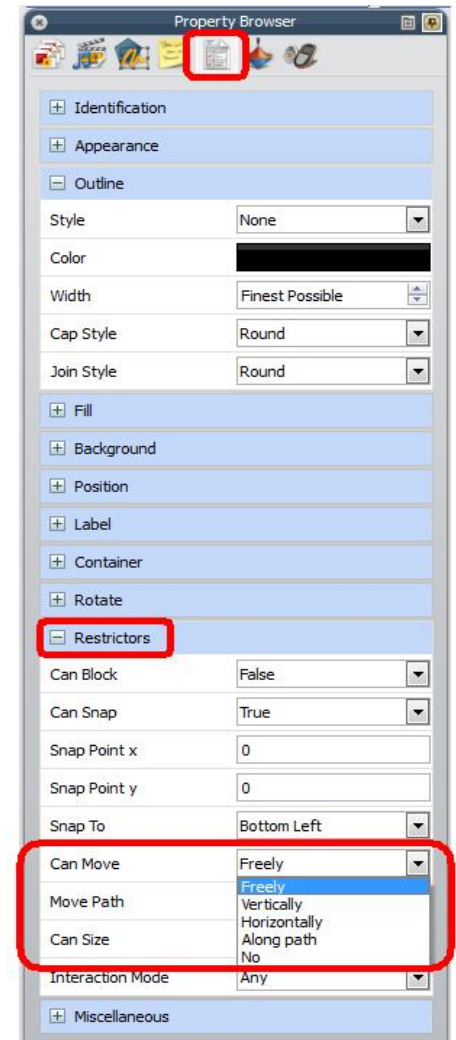 Property Browser
Identification
Appearance
Outline
Style None
Color
Width Finest Possible
Cap Style Round
Join Style Round
Fill
Background
Position
Label
Container
Rotate
Restrictors
Can Block False
Can Snap True
Snap Point x 0
Snap Point y 0
Snap To Bottom Left
Can Move Freely
Freely
Move Path Vertically
Horizontally
Can Size Along path
No
Interaction Mode Any
Miscellaneous